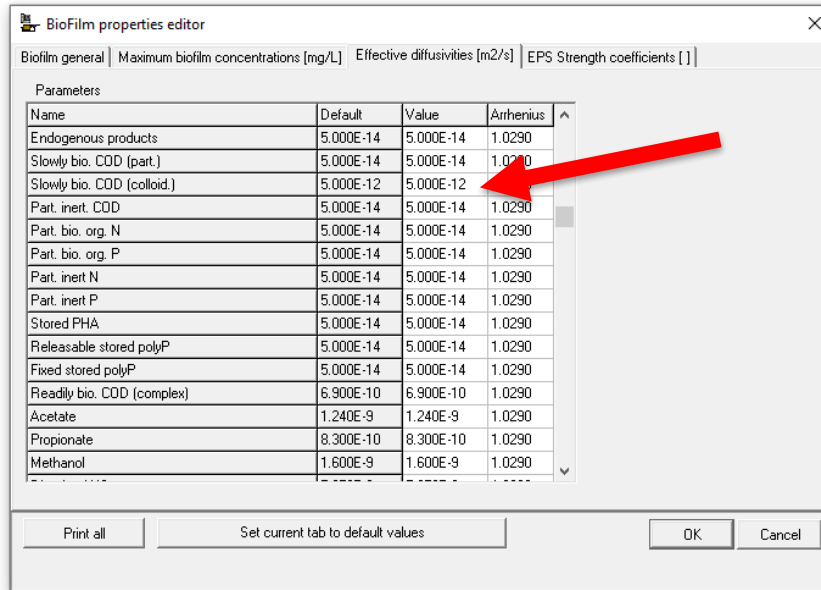 BioFilm properties editor
Biofilm general Maximum biofilm concentrations [mg/L] Effective diffusivities [m2/s] EPS Strength coefficients [ ]
Parameters
Name Default Value Arrhenius
Endogenous products 5.000E-14 5.000E-14 1.0290
Slowly bio. COD (part.) 5.000E-14 5.000E-14 1.0290
Slowly bio. COD (colloid.) 5.000E-12 5.000E-12
Part. inert. COD 5.000E-14 5.000E-14 1.0290
Part. bio. org. N 5.000E-14 5.000E-14 1.0290
Part. bio. org. P 5.000E-14 5.000E-14 1.0290
Part. inert N 5.000E-14 5.000E-14 1.0290
Part. inert P 5.000E-14 5.000E-14 1.0290
Stored PHA 5.000E-14 5.000E-14 1.0290
Releasable stored polyP 5.000E-14 5.000E-14 1.0290
Fixed stored polyP 5.000E-14 5.000E-14 1.0290
Readily bio. COD (complex) 6.900E-10 6.900E-10 1.0290
Acetate 1.240E-9 1.240E-9 1.0290
Propionate 8.300E-10 8.300E-10 1.0290
Methanol 1.600E-9 1.600E-9 1.0290
Print all Set current tab to default values OK Cancel